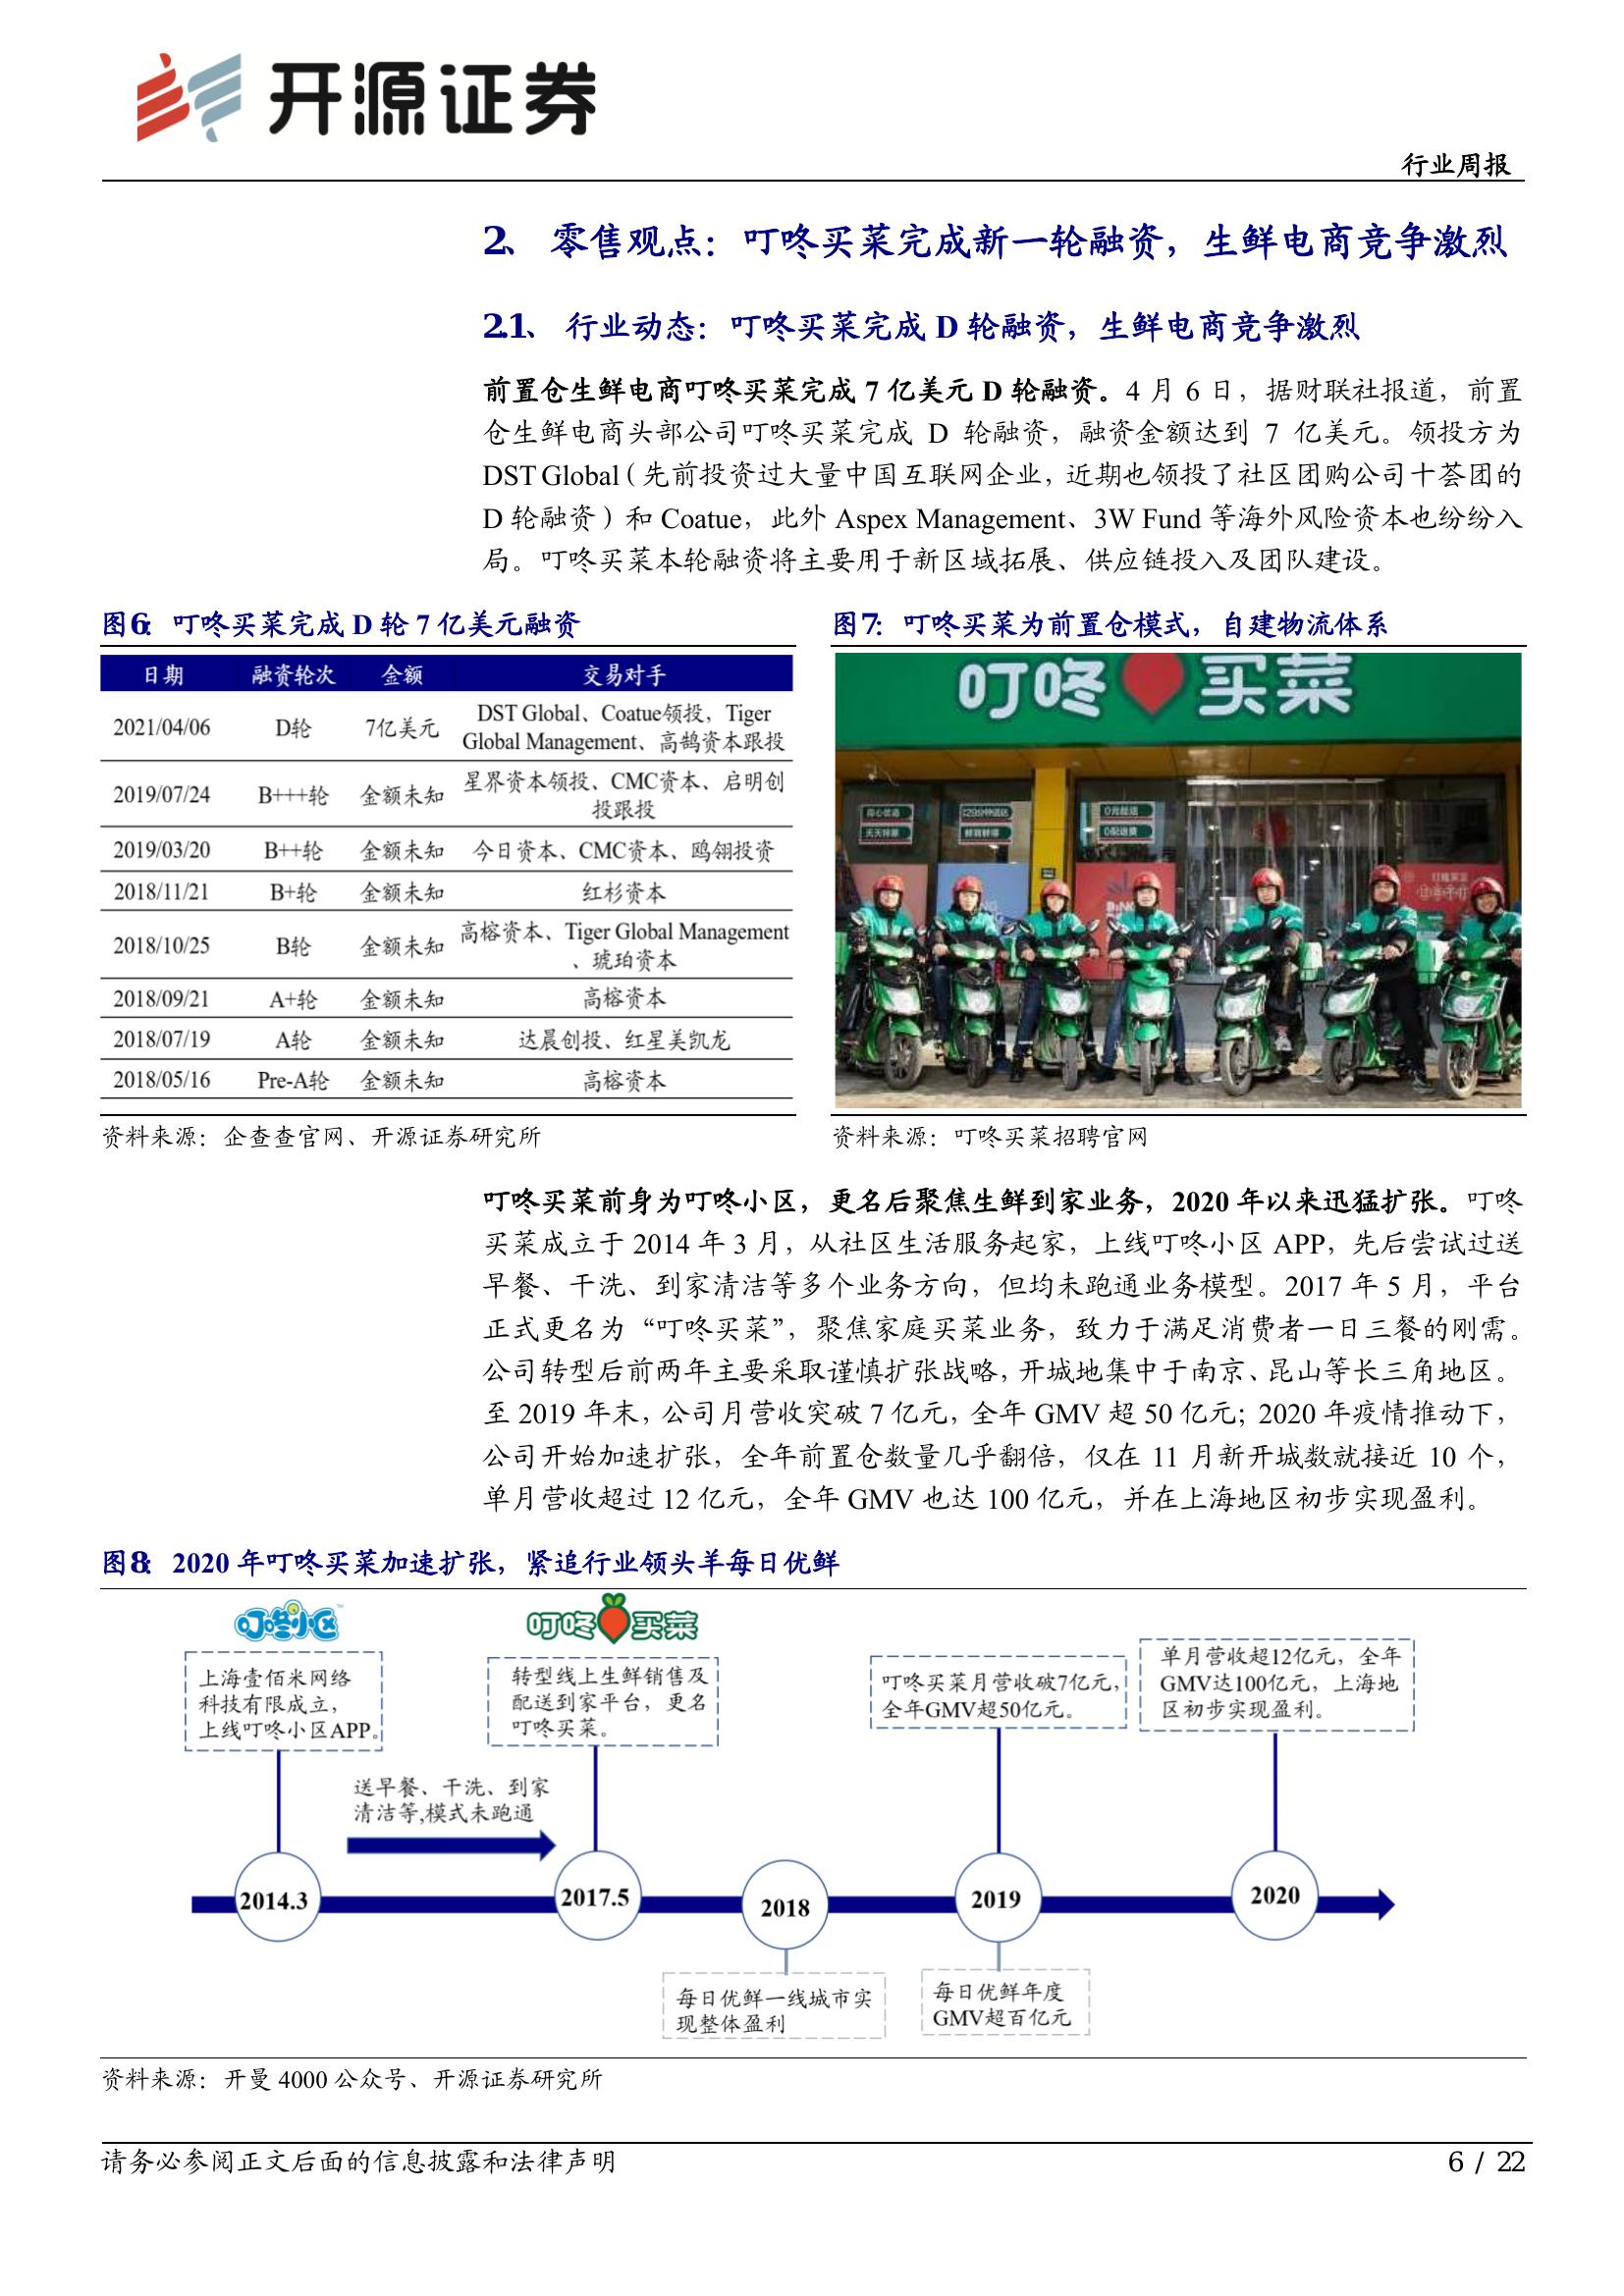 开源证券
行业周报
2、 零售观点：叮咚买菜完成新一轮融资，生鲜电商竞争激烈
2.1、 行业动态：叮咚买菜完成 D 轮融资，生鲜电商竞争激烈
前置仓生鲜电商叮咚买菜完成 7 亿美元 D 轮融资。4 月 6 日，据财联社报道，前置
仓生鲜电商头部公司叮咚买菜完成 D 轮融资，融资金额达到 7 亿美元。领投方为
DST Global（先前投资过大量中国互联网企业，近期也领投了社区团购公司十荟团的
D 轮融资）和 Coatue，此外 Aspex Management、3W Fund 等海外风险资本也纷纷入
局。叮咚买菜本轮融资将主要用于新区域拓展、供应链投入及团队建设。
图6： 叮咚买菜完成 D 轮 7 亿美元融资
日期 融资轮次 金额 交易对手
2021/04/06 D轮 7亿美元 DST Global、Coatue领投，Tiger
Global Management、高鹄资本跟投
2019/07/24 B+++轮 金额未知 星界资本领投、CMC资本、启明创
投跟投
2019/03/20 B++轮 金额未知 今日资本、CMC资本、鸥翎投资
2018/11/21 B+轮 金额未知 红杉资本
2018/10/25 B轮 金额未知 高榕资本、Tiger Global Management
、琥珀资本
2018/09/21 A+轮 金额未知 高榕资本
2018/07/19 A轮 金额未知 达晨创投、红星美凯龙
2018/05/16 Pre-A轮 金额未知 高榕资本
资料来源：企查查官网、开源证券研究所
图7： 叮咚买菜为前置仓模式，自建物流体系
叮咚买菜
资料来源：叮咚买菜招聘官网
叮咚买菜前身为叮咚小区，更名后聚焦生鲜到家业务，2020 年以来迅猛扩张。叮咚
买菜成立于 2014 年 3 月，从社区生活服务起家，上线叮咚小区 APP，先后尝试过送
早餐、干洗、到家清洁等多个业务方向，但均未跑通业务模型。2017 年 5 月，平台
正式更名为“叮咚买菜”，聚焦家庭买菜业务，致力于满足消费者一日三餐的刚需。
公司转型后前两年主要采取谨慎扩张战略，开城地集中于南京、昆山等长三角地区。
至 2019 年末，公司月营收突破 7 亿元，全年 GMV 超 50 亿元；2020 年疫情推动下，
公司开始加速扩张，全年前置仓数量几乎翻倍，仅在 11 月新开城数就接近 10 个，
单月营收超过 12 亿元，全年 GMV 也达 100 亿元，并在上海地区初步实现盈利。
图8： 2020 年叮咚买菜加速扩张，紧追行业领头羊每日优鲜
叮咚小区
上海壹佰米网络
科技有限成立，
上线叮咚小区APP。
叮咚买菜
转型线上生鲜销售及
配送到家平台，更名
叮咚买菜。
叮咚买菜月营收破7亿元，
全年GMV超50亿元。
单月营收超12亿元，全年
GMV达100亿元，上海地
区初步实现盈利。
送早餐、干洗、到家
清洁等,模式未跑通
2014.3
2017.5
2018
2019
2020
每日优鲜一线城市实
现整体盈利
每日优鲜年度
GMV超百亿元
资料来源：开曼 4000 公众号、开源证券研究所
请务必参阅正文后面的信息披露和法律声明
6 / 22